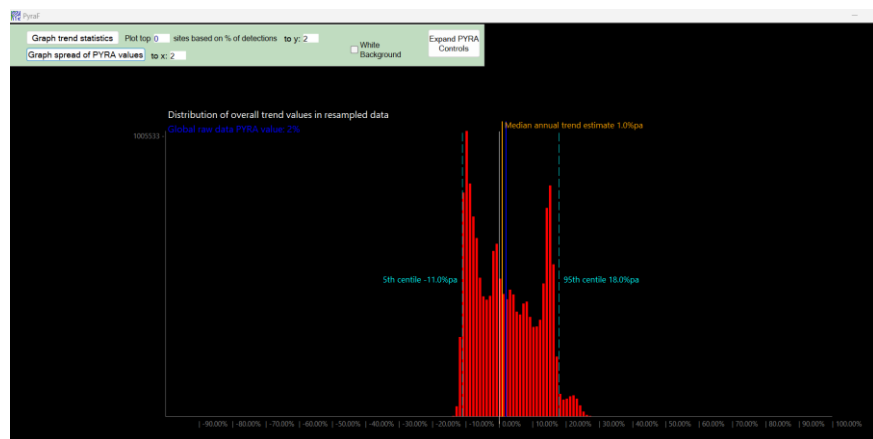 PyraF
Graph trend statistics Plot top 0 sites based on % of detections to y: 2
White Background
Expand PYRA Controls
Graph spread of PYRA values to x: 2
Distribution of overall trend values in resampled data
Global raw data PYRA value: 2%
Median annual trend estimate 1.0%pa
1005533
5th centile -11.0%pa
95th centile 18.0%pa
| -90.00% | -80.00% | -70.00% | -60.00% | -50.00% | -40.00% | -30.00% | -20.00% | -10.00% | 0.00% | 10.00% | 20.00% | 30.00% | 40.00% | 50.00% | 60.00% | 70.00% | 80.00% | 90.00% | 100.00%